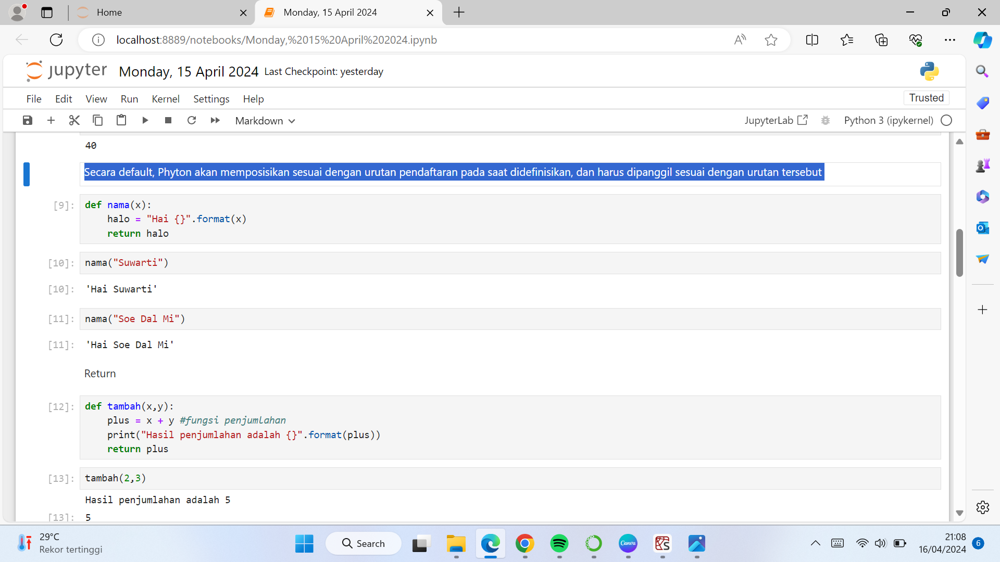 Home
Monday, 15 April 2024
localhost:8889/notebooks/Monday,%2015%20April%202024.ipynb
jupyter Monday, 15 April 2024 Last Checkpoint: yesterday
File Edit View Run Kernel Settings Help
Trusted
Markdown
JupyterLab
Python 3 (ipykernel)
40
Secara default, Phyton akan memposisikan sesuai dengan urutan pendaftaran pada saat didefinisikan, dan harus dipanggil sesuai dengan urutan tersebut
[9]:
def nama(x):
    halo = "Hai {}".format(x)
    return halo
[10]:
nama("Suwarti")
[10]:
'Hai Suwarti'
[11]:
nama("Soe Dal Mi")
[11]:
'Hai Soe Dal Mi'
Return
[12]:
def tambah(x,y):
    plus = x + y #fungsi penjumlahan
    print("Hasil penjumlahan adalah {}".format(plus))
    return plus
[13]:
tambah(2,3)
Hasil penjumlahan adalah 5
[13]:
5
29°C
Rekor tertinggi
Search
Canva
21:08
16/04/2024
6